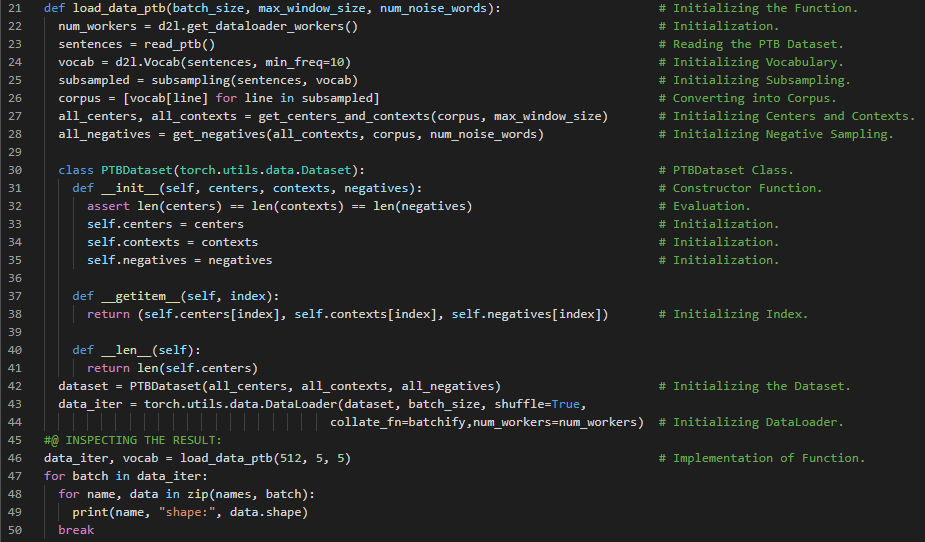 21 def load_data_ptb(batch_size, max_window_size, num_noise_words): # Initializing the Function.
22 num_workers = d2l.get_dataloader_workers() # Initialization.
23 sentences = read_ptb() # Reading the PTB Dataset.
24 vocab = d2l.Vocab(sentences, min_freq=10) # Initializing Vocabulary.
25 subsampled = subsampling(sentences, vocab) # Initializing Subsampling.
26 corpus = [vocab[line] for line in subsampled] # Converting into Corpus.
27 all_centers, all_contexts = get_centers_and_contexts(corpus, max_window_size) # Initializing Centers and Contexts.
28 all_negatives = get_negatives(all_contexts, corpus, num_noise_words) # Initializing Negative Sampling.
29
30 class PTBDataset(torch.utils.data.Dataset): # PTBDataset Class.
31 def __init__(self, centers, contexts, negatives): # Constructor Function.
32 assert len(centers) == len(contexts) == len(negatives) # Evaluation.
33 self.centers = centers # Initialization.
34 self.contexts = contexts # Initialization.
35 self.negatives = negatives # Initialization.
36
37 def __getitem__(self, index):
38 return (self.centers[index], self.contexts[index], self.negatives[index]) # Initializing Index.
39
40 def __len__(self):
41 return len(self.centers)
42 dataset = PTBDataset(all_centers, all_contexts, all_negatives) # Initializing the Dataset.
43 data_iter = torch.utils.data.DataLoader(dataset, batch_size, shuffle=True,
44 collate_fn=batchify,num_workers=num_workers) # Initializing DataLoader.
45 #@ INSPECTING THE RESULT:
46 data_iter, vocab = load_data_ptb(512, 5, 5) # Implementation of Function.
47 for batch in data_iter:
48 for name, data in zip(names, batch):
49 print(name, "shape:", data.shape)
50 break